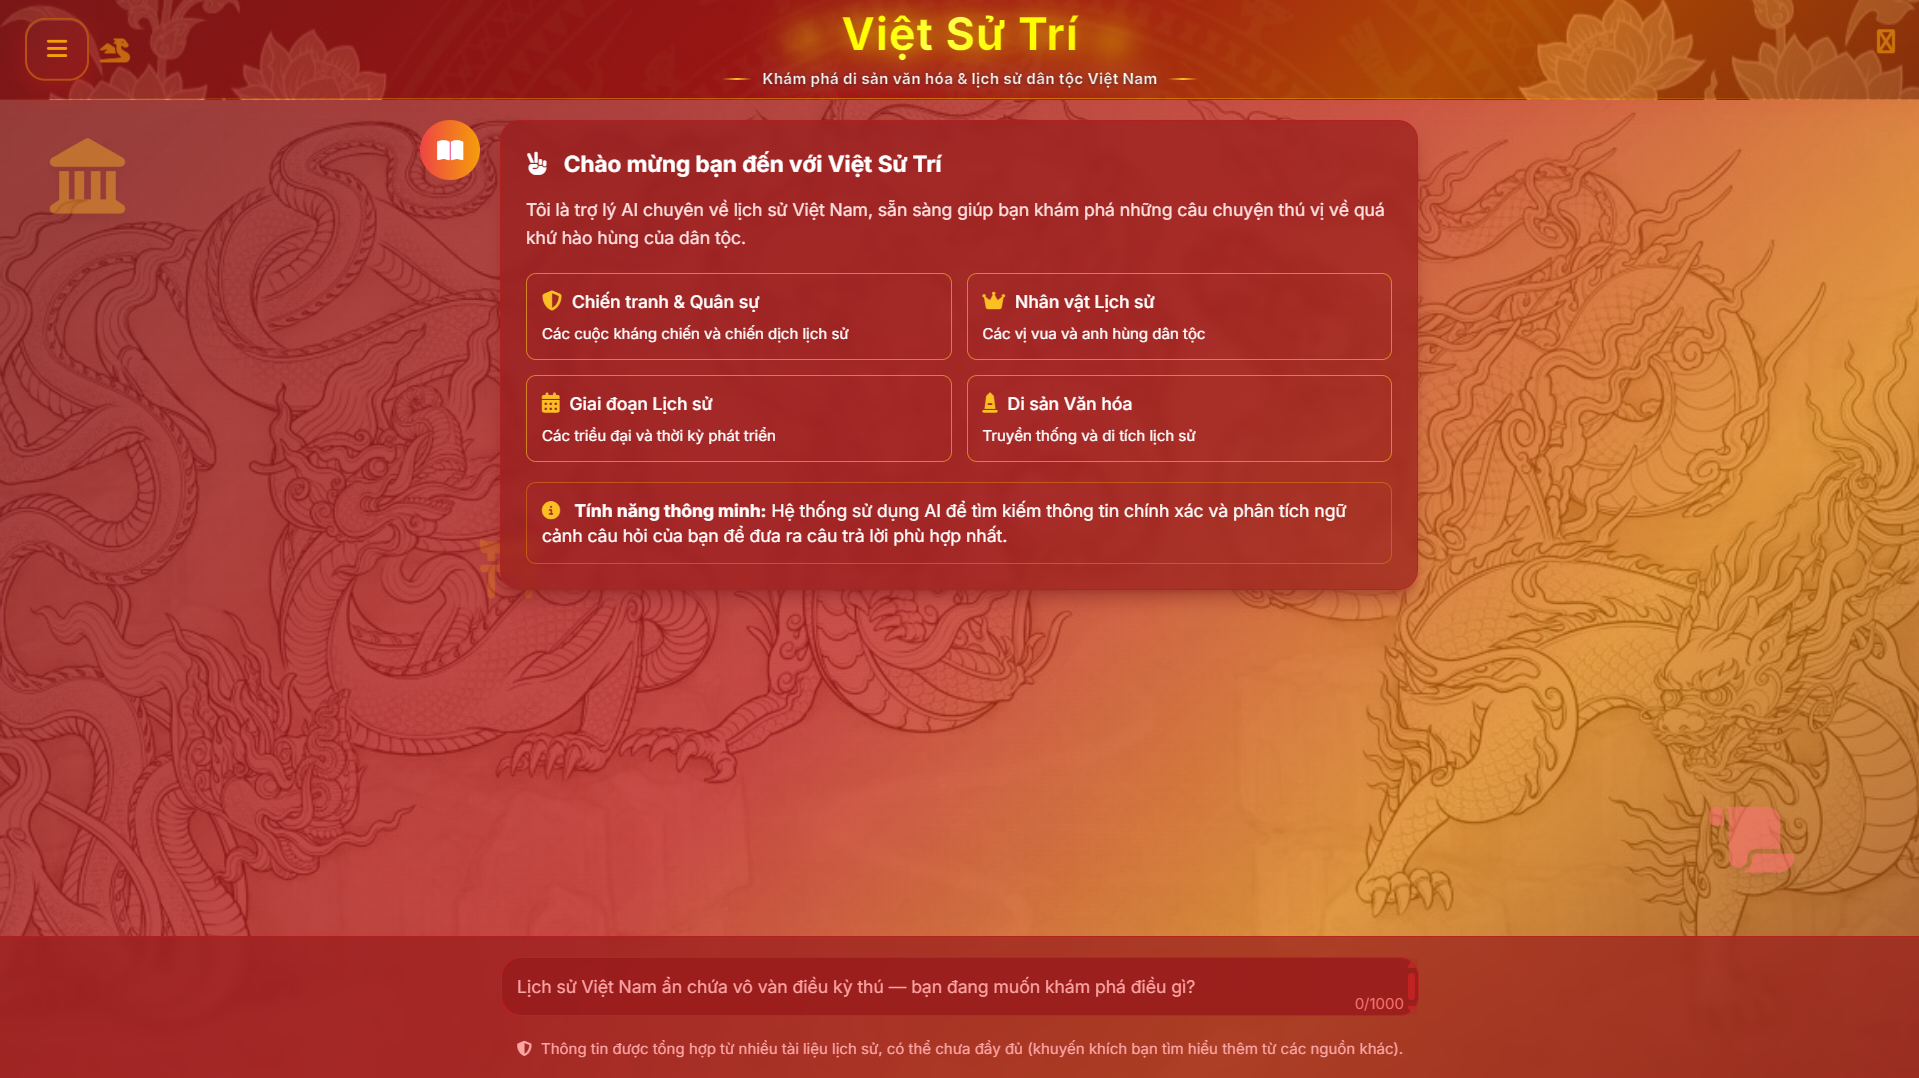 Việt Sử Trí
Khám phá di sản văn hóa & lịch sử dân tộc Việt Nam
Chào mừng bạn đến với Việt Sử Trí
Tôi là trợ lý AI chuyên về lịch sử Việt Nam, sẵn sàng giúp bạn khám phá những câu chuyện thú vị về quá
khứ hào hùng của dân tộc.
Chiến tranh & Quân sự
Các cuộc kháng chiến và chiến dịch lịch sử
Nhân vật Lịch sử
Các vị vua và anh hùng dân tộc
Giai đoạn Lịch sử
Các triều đại và thời kỳ phát triển
Di sản Văn hóa
Truyền thống và di tích lịch sử
Tính năng thông minh: Hệ thống sử dụng AI để tìm kiếm thông tin chính xác và phân tích ngữ
cảnh câu hỏi của bạn để đưa ra câu trả lời phù hợp nhất.
Lịch sử Việt Nam ẩn chứa vô vàn điều kỳ thú — bạn đang muốn khám phá điều gì?
0/1000
Thông tin được tổng hợp từ nhiều tài liệu lịch sử, có thể chưa đầy đủ (khuyến khích bạn tìm hiểu thêm từ các nguồn khác).